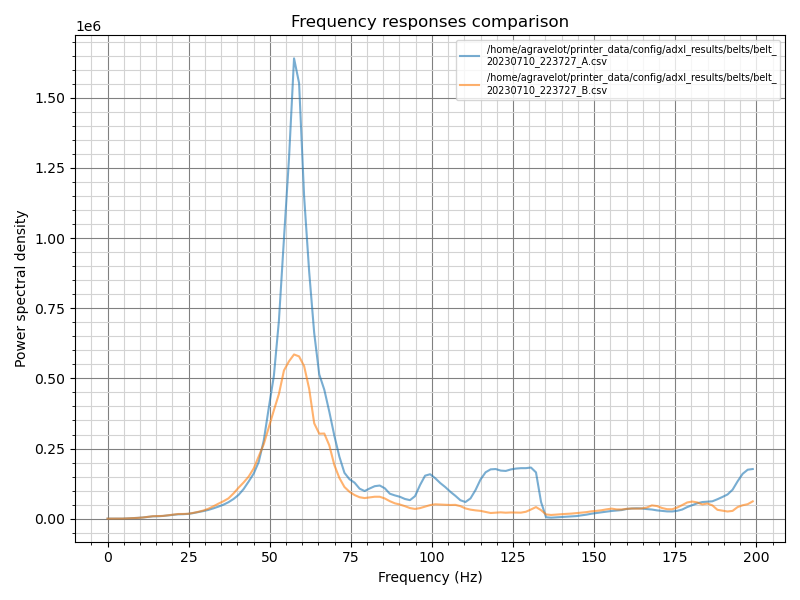 Frequency responses comparison
1e6
/home/agravelot/printer_data/config/adxl_results/belts/belt_
20230710_223727_A.csv
/home/agravelot/printer_data/config/adxl_results/belts/belt_
20230710_223727_B.csv
1.50
1.25
1.00
0.75
0.50
0.25
0.00
Power spectral density
0 25 50 75 100 125 150 175 200
Frequency (Hz)